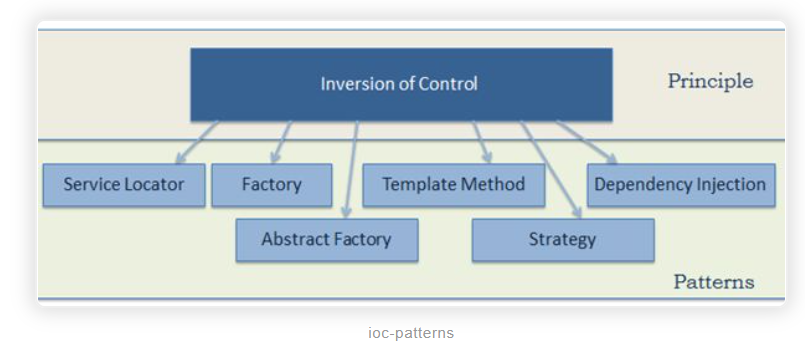 Inversion of Control
Principle
Service Locator
Factory
Template Method
Dependency Injection
Abstract Factory
Strategy
Patterns
ioc-patterns